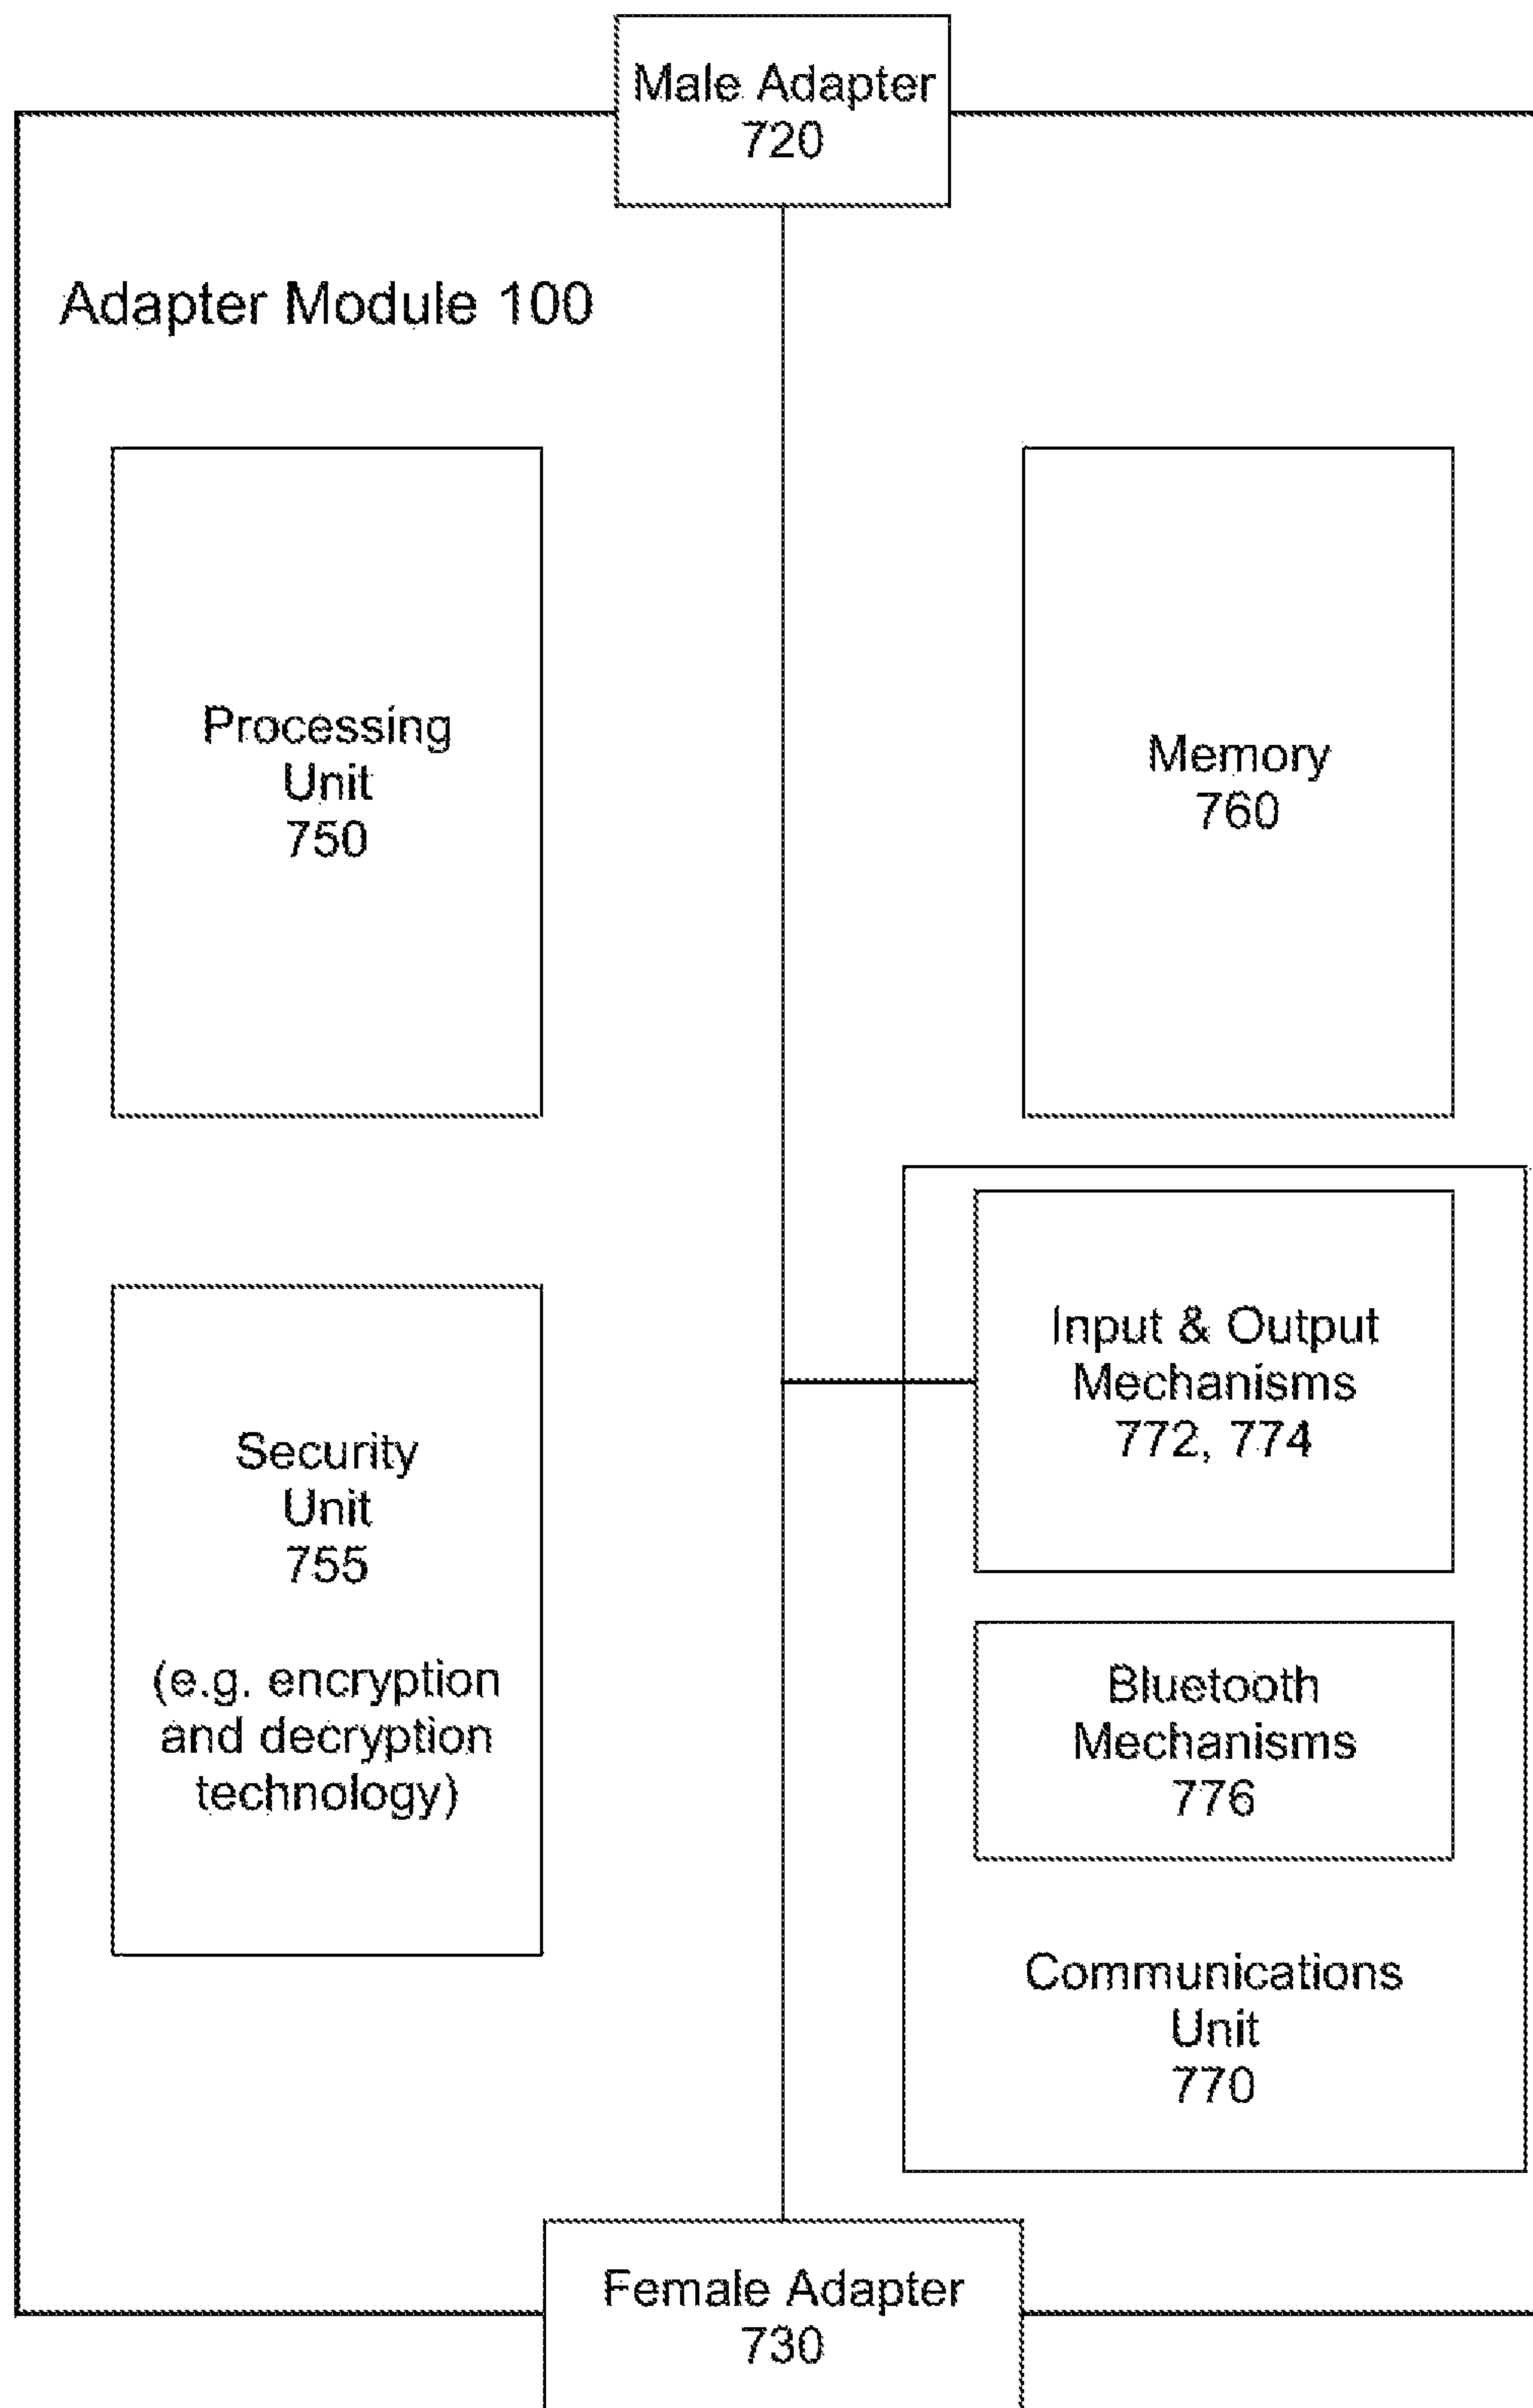 Male Adapter
720
Adapter Module 100
Processing
Unit
750
Memory
760
Security
Unit
755
(e.g. encryption
and decryption
technology)
Input & Output
Mechanisms
772, 774
Bluetooth
Mechanisms
776
Communications
Unit
770
Female Adapter
730